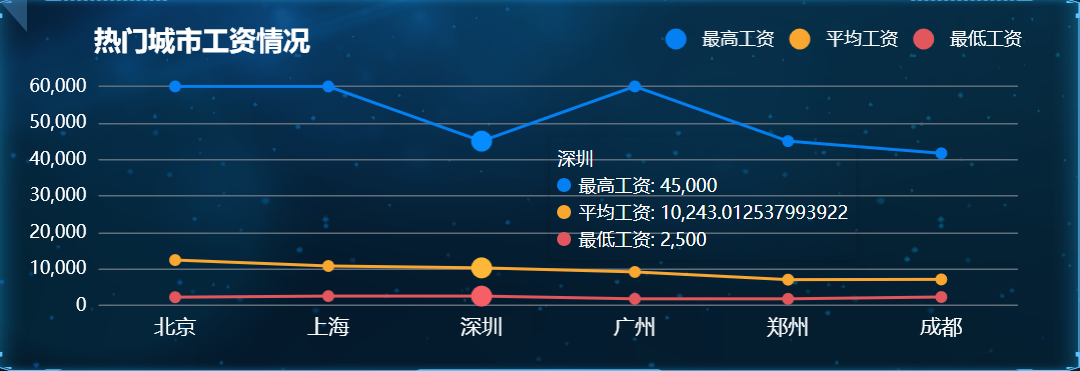 热门城市工资情况
最高工资 平均工资 最低工资
60,000
50,000
40,000
30,000
20,000
10,000
0
深圳
最高工资: 45,000
平均工资: 10,243.012537993922
最低工资: 2,500
北京 上海 深圳 广州 郑州 成都